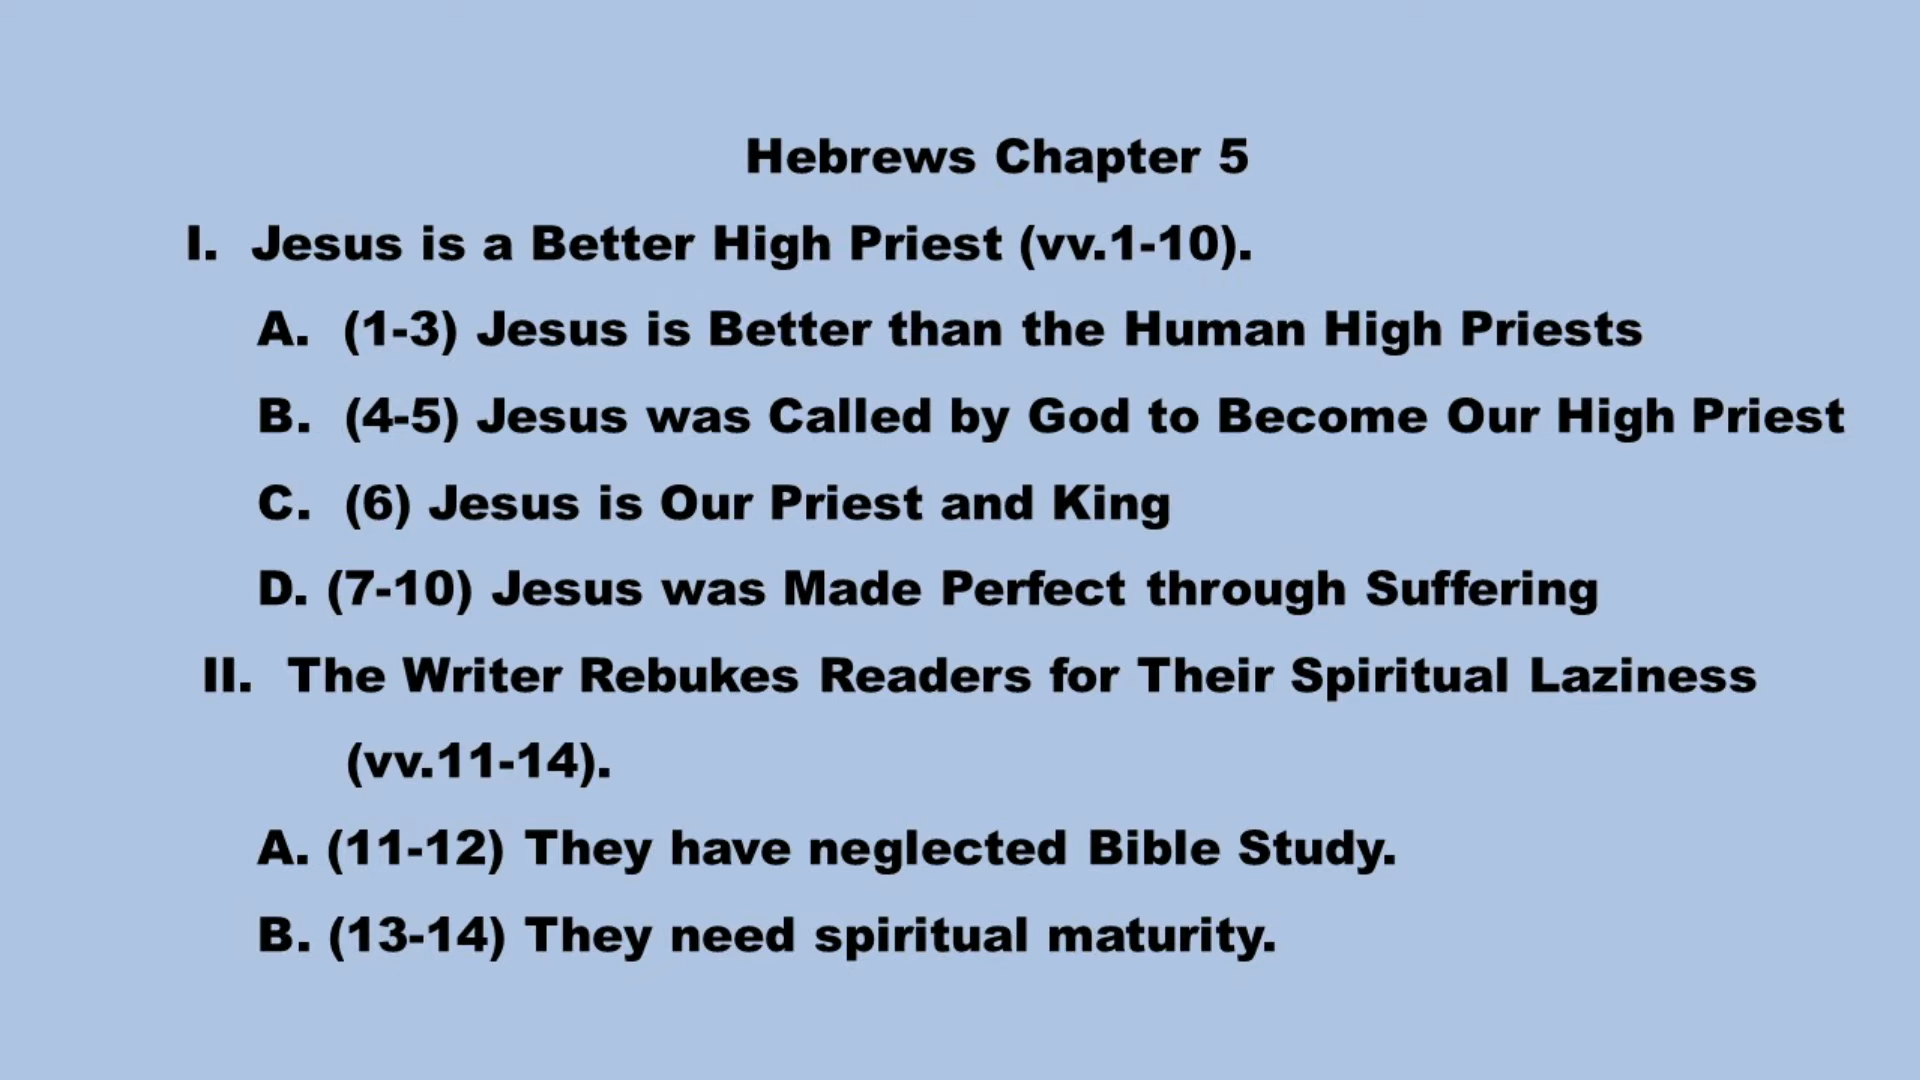 Hebrews Chapter 5
I. Jesus is a Better High Priest (vv.1-10).
A. (1-3) Jesus is Better than the Human High Priests
B. (4-5) Jesus was Called by God to Become Our High Priest
C. (6) Jesus is Our Priest and King
D. (7-10) Jesus was Made Perfect through Suffering
II. The Writer Rebukes Readers for Their Spiritual Laziness
(vv.11-14).
A. (11-12) They have neglected Bible Study.
B. (13-14) They need spiritual maturity.